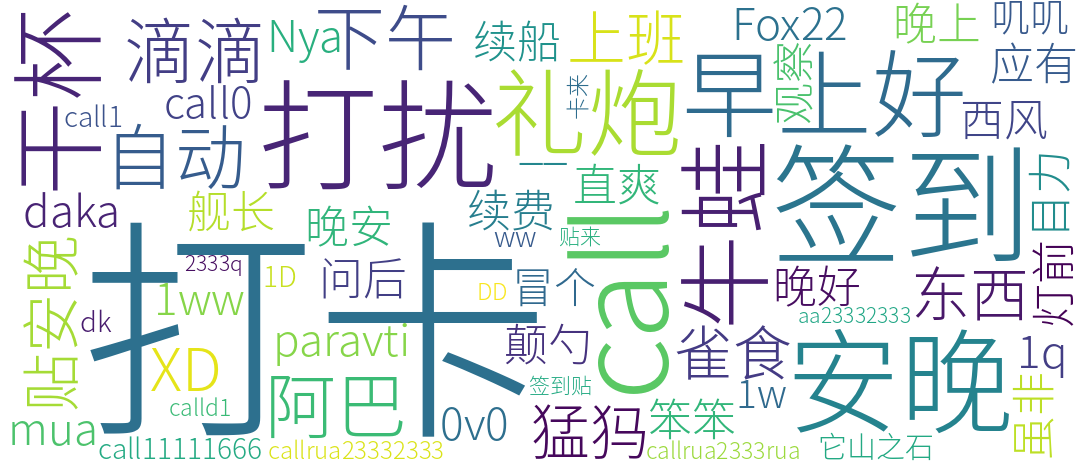 干杯
滴滴
Nya
下午
续船
上班
Fox22
晚上
叽叽
应有
call1
call0
自动
打扰
礼炮
卡来
早上好
观察
西风
一一
直爽
牛蛙
签到
目力
daka
舰长
晚安
续费
ww
贴来
call
打卡
2333q
1D
问后
DD
冒个
晚好
东西
灯前
贴安晚
1ww
dk
XD
paravti
颠勺
雀食
aa23332333
安晚
1q
calld1
阿巴
0v0
签到贴
1w
虽非
mua
猛犸
笨笨
call11111666
callrua23332333
callrua2333rua
它山之石